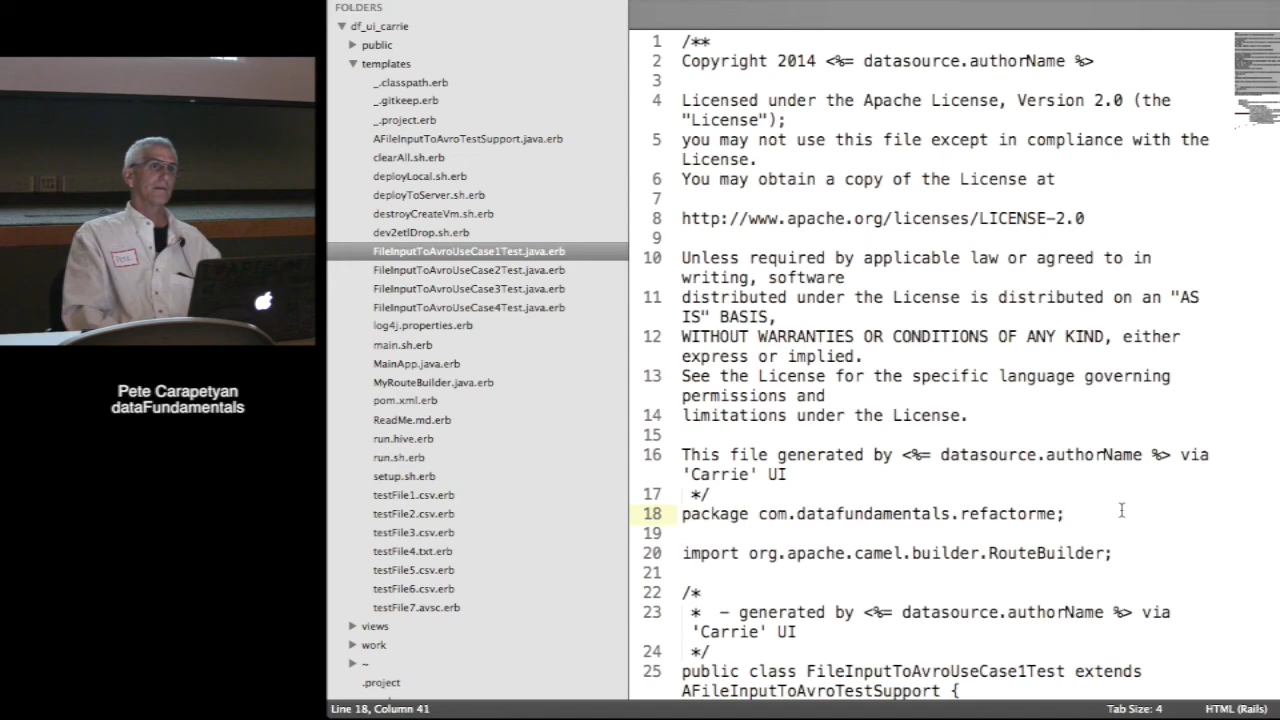 FOLDERS
df_ui_carrie
public
templates
_.classpath.erb
_.gitkeep.erb
_.project.erb
AFileInputToAvroTestSupport.java.erb
clearAll.sh.erb
deployLocal.sh.erb
deployToServer.sh.erb
destroyCreateVm.sh.erb
dev2etlDrop.sh.erb
FileInputToAvroUseCase1Test.java.erb
FileInputToAvroUseCase2Test.java.erb
FileInputToAvroUseCase3Test.java.erb
FileInputToAvroUseCase4Test.java.erb
log4j.properties.erb
main.sh.erb
MainApp.java.erb
MyRouteBuilder.java.erb
pom.xml.erb
ReadMe.md.erb
run.hive.erb
run.sh.erb
setup.sh.erb
testFile1.csv.erb
testFile2.csv.erb
testFile3.csv.erb
testFile4.txt.erb
testFile5.csv.erb
testFile6.csv.erb
testFile7.avsc.erb
views
work
~
.project
1 /**
2 Copyright 2014 <%= datasource.authorName %>
3
4 Licensed under the Apache License, Version 2.0 (the
"License");
5 you may not use this file except in compliance with the
License.
6 You may obtain a copy of the License at
7
8 http://www.apache.org/licenses/LICENSE-2.0
9
10 Unless required by applicable law or agreed to in
writing, software
11 distributed under the License is distributed on an "AS
IS" BASIS,
12 WITHOUT WARRANTIES OR CONDITIONS OF ANY KIND, either
express or implied.
13 See the License for the specific language governing
permissions and
14 limitations under the License.
15
16 This file generated by <%= datasource.authorName %> via
'Carrie' UI
17 */
18 package com.datafundamentals.refactorme;
19
20 import org.apache.camel.builder.RouteBuilder;
21
22 /*
23 * - generated by <%= datasource.authorName %> via
'Carrie' UI
24 */
25 public class FileInputToAvroUseCase1Test extends
AFileInputToAvroTestSupport {
Line 18, Column 41
Tab Size: 4
HTML (Rails)
PETE
Pete Carapetyan
dataFundamentals